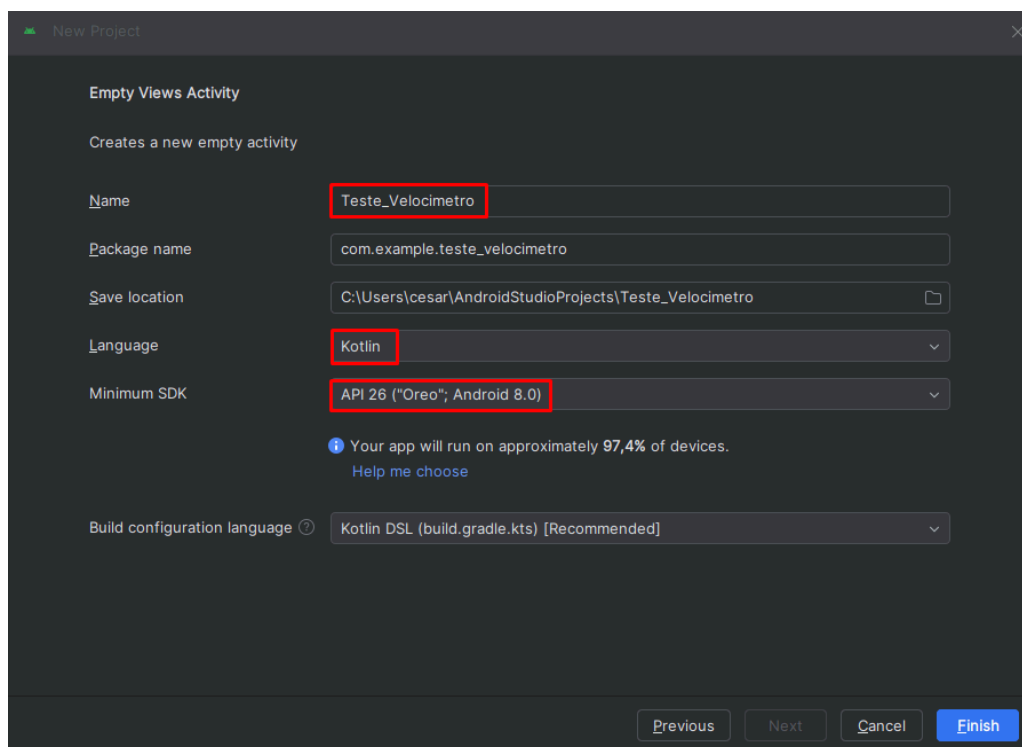 New Project
Empty Views Activity
Creates a new empty activity
Name Teste_Velocimetro
Package name com.example.teste_velocimetro
Save location C:\Users\cesar\AndroidStudioProjects\Teste_Velocimetro
Language Kotlin
Minimum SDK API 26 ("Oreo"; Android 8.0)
Your app will run on approximately 97,4% of devices.
Help me choose
Build configuration language Kotlin DSL (build.gradle.kts) [Recommended]
Previous Next Cancel Finish